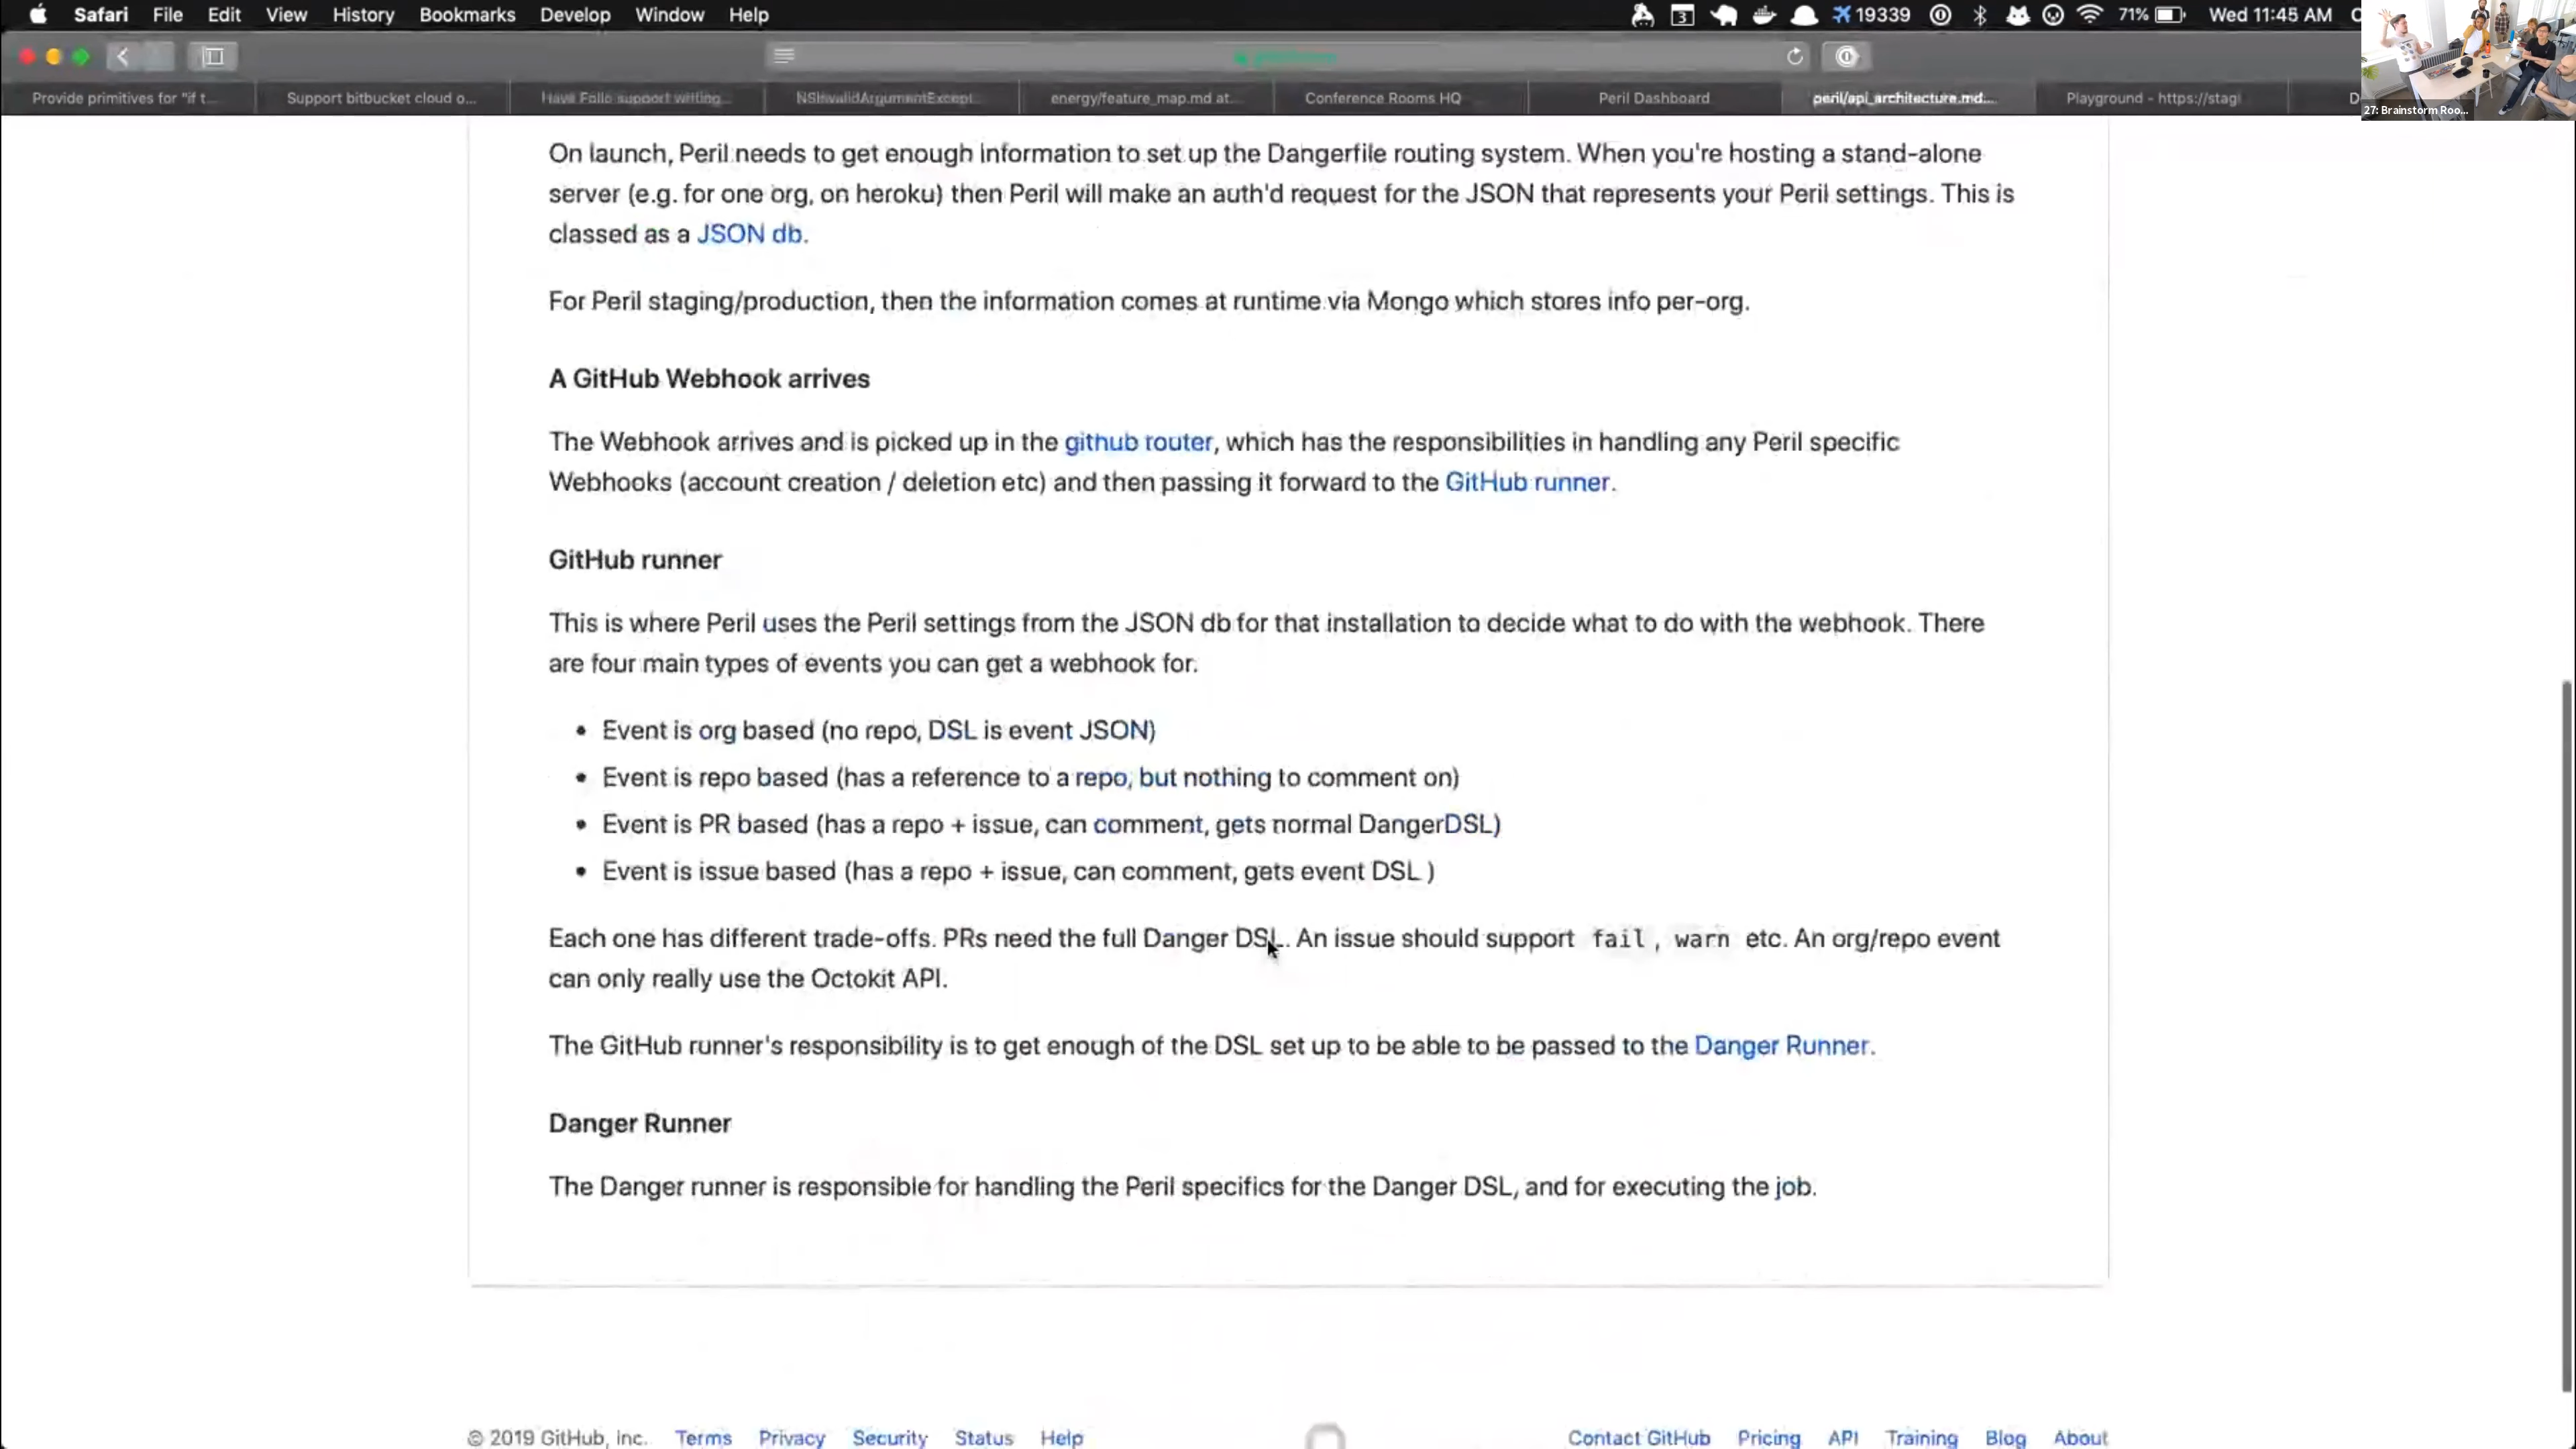 Safari File Edit View History Bookmarks Develop Window Help 3 19339 71% Wed 11:45 AM
Provide primitives for "if t... Support bitbucket cloud o... Have Folio support writing... NSInvalidArgumentExcept... energy/feature_map.md at... Conference Rooms HQ Peril Dashboard peril/api_architecture.md... Playground - https://stagi
27: Brainstorm Roo...
On launch, Peril needs to get enough information to set up the Dangerfile routing system. When you're hosting a stand-alone
server (e.g. for one org, on heroku) then Peril will make an auth'd request for the JSON that represents your Peril settings. This is
classed as a JSON db.
For Peril staging/production, then the information comes at runtime via Mongo which stores info per-org.
A GitHub Webhook arrives
The Webhook arrives and is picked up in the github router, which has the responsibilities in handling any Peril specific
Webhooks (account creation / deletion etc) and then passing it forward to the GitHub runner.
GitHub runner
This is where Peril uses the Peril settings from the JSON db for that installation to decide what to do with the webhook. There
are four main types of events you can get a webhook for.
• Event is org based (no repo, DSL is event JSON)
• Event is repo based (has a reference to a repo, but nothing to comment on)
• Event is PR based (has a repo + issue, can comment, gets normal DangerDSL)
• Event is issue based (has a repo + issue, can comment, gets event DSL )
Each one has different trade-offs. PRs need the full Danger DSL. An issue should support fail , warn etc. An org/repo event
can only really use the Octokit API.
The GitHub runner's responsibility is to get enough of the DSL set up to be able to be passed to the Danger Runner.
Danger Runner
The Danger runner is responsible for handling the Peril specifics for the Danger DSL, and for executing the job.
© 2019 GitHub, Inc. Terms Privacy Security Status Help Contact GitHub Pricing API Training Blog About